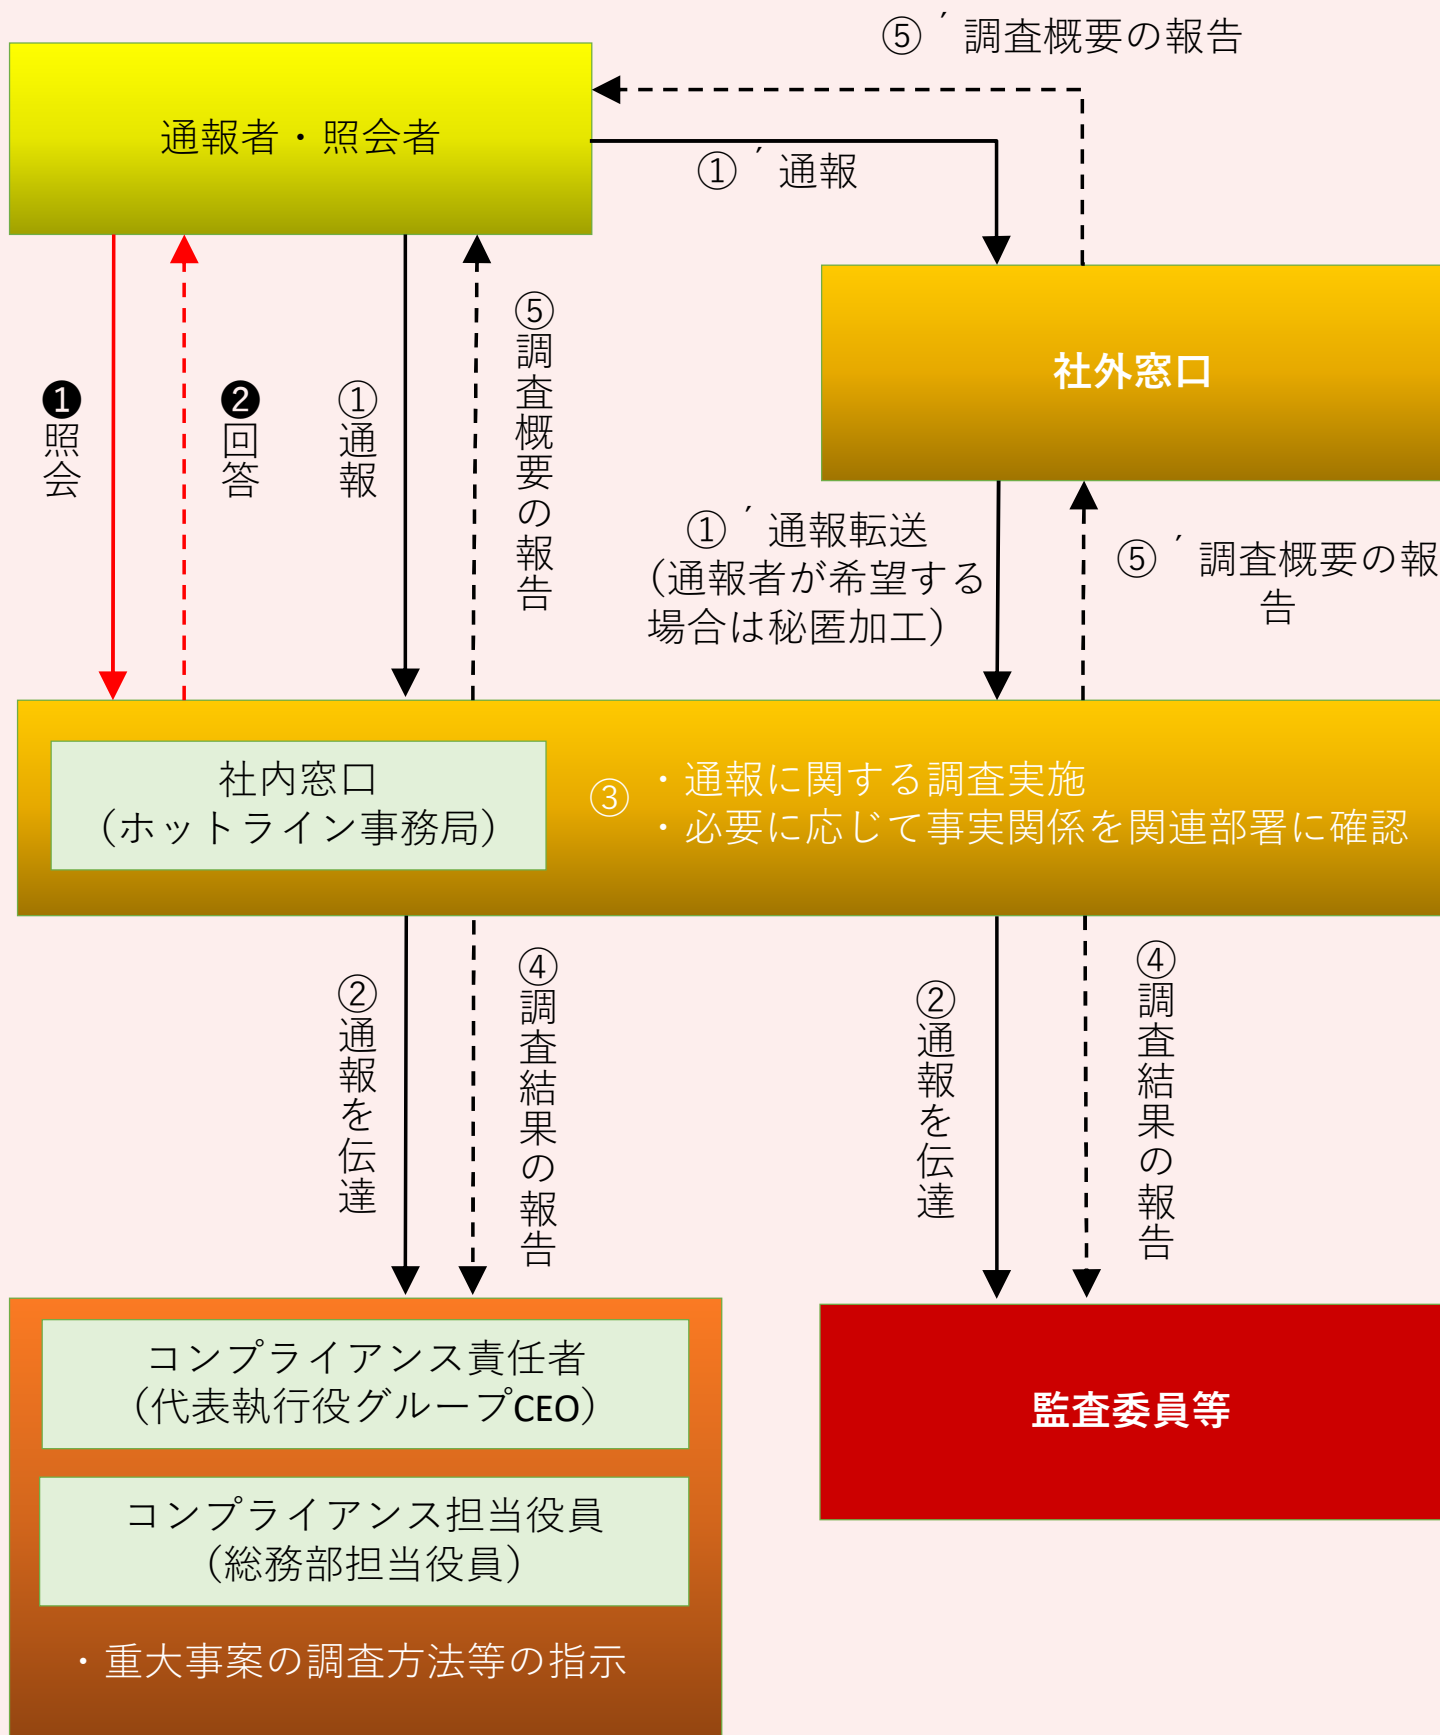 ⑤´調査概要の報告
通報者・照会者
①´通報
社外窓口
❶照会
❷回答
①通報
⑤調査概要の報告
①´通報転送
（通報者が希望する
場合は秘匿加工）
⑤´調査概要の報
告
社内窓口
（ホットライン事務局）
③
・通報に関する調査実施
・必要に応じて事実関係を関連部署に確認
②通報を伝達
④調査結果の報告
②通報を伝達
④調査結果の報告
コンプライアンス責任者
（代表執行役グループCEO）
コンプライアンス担当役員
（総務部担当役員）
・重大事案の調査方法等の指示
監査委員等